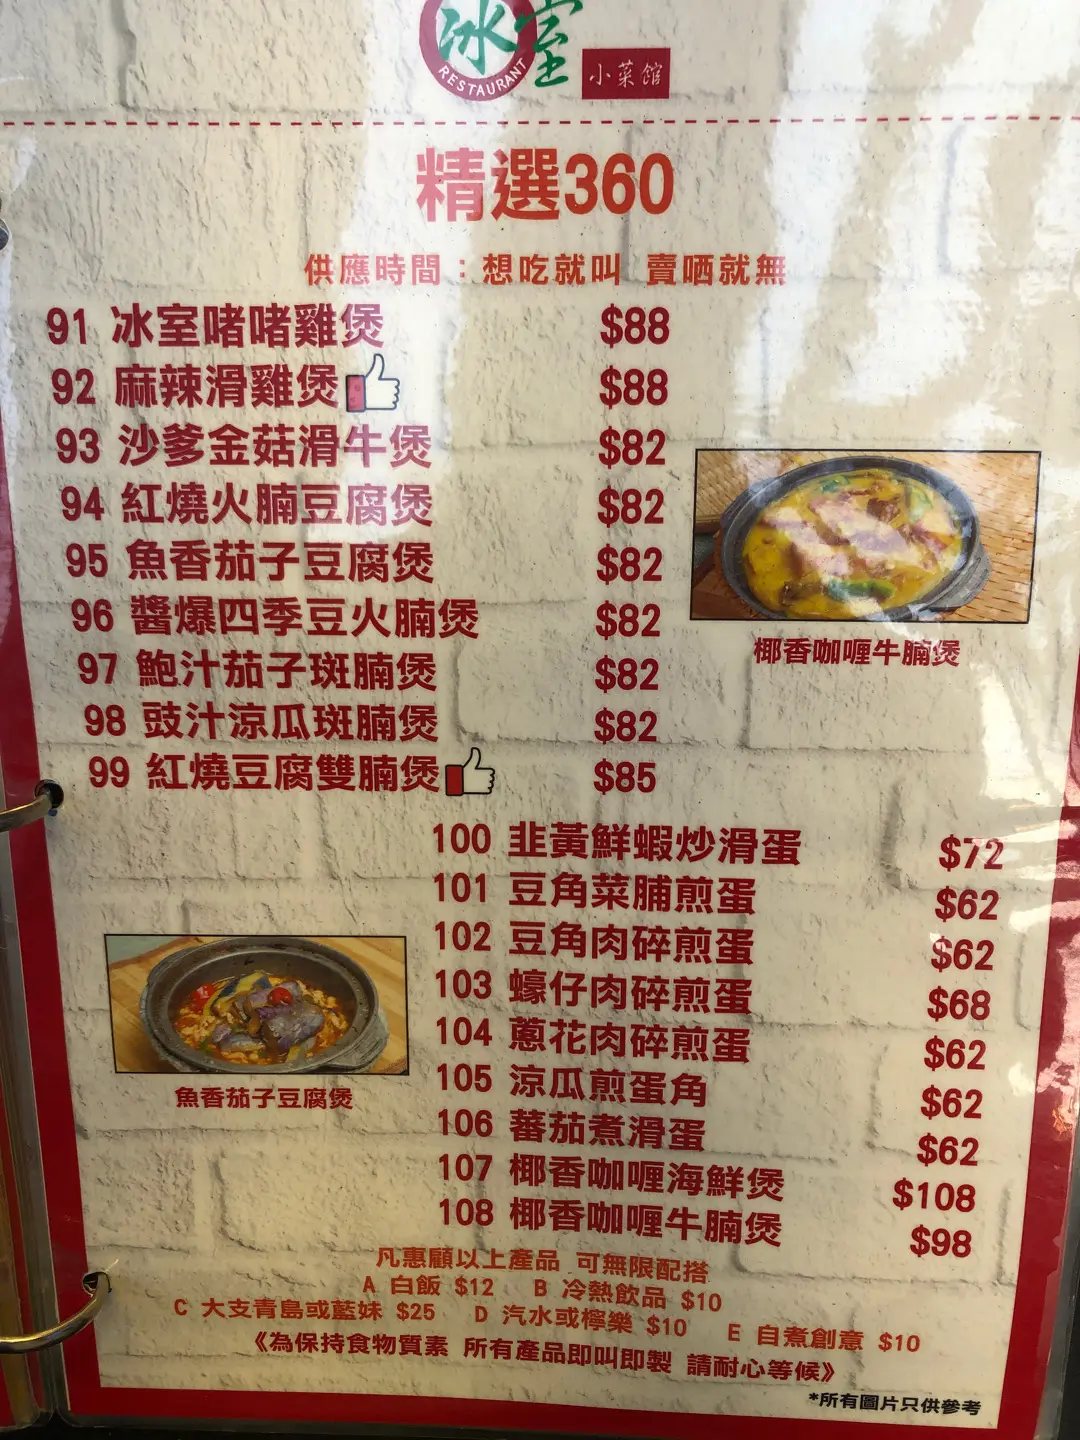 冰室
RESTAURANT
小菜館
精選360
供應時間：想吃就叫 賣哂就無
91 冰室啫啫雞煲 $88
92 麻辣滑雞煲 $88
93 沙爹金菇滑牛煲 $82
94 紅燒火腩豆腐煲 $82
95 魚香茄子豆腐煲 $82
96 醬爆四季豆火腩煲 $82
97 鮑汁茄子斑腩煲 $82
98 豉汁涼瓜斑腩煲 $82
99 紅燒豆腐雙腩煲 $85
椰香咖喱牛腩煲
100 韭黃鮮蝦炒滑蛋 $72
101 豆角菜脯煎蛋 $62
102 豆角肉碎煎蛋 $62
103 蠔仔肉碎煎蛋 $68
104 蔥花肉碎煎蛋 $62
105 涼瓜煎蛋角 $62
106 蕃茄煮滑蛋 $62
107 椰香咖喱海鮮煲 $108
108 椰香咖喱牛腩煲 $98
魚香茄子豆腐煲
凡惠顧以上產品 可無限配搭
A 白飯 $12 B 冷熱飲品 $10
C 大支青島或藍妹 $25 D 汽水或檸樂 $10 E 自煮創意 $10
《為保持食物質素 所有產品即叫即製 請耐心等候》
*所有圖片只供參考